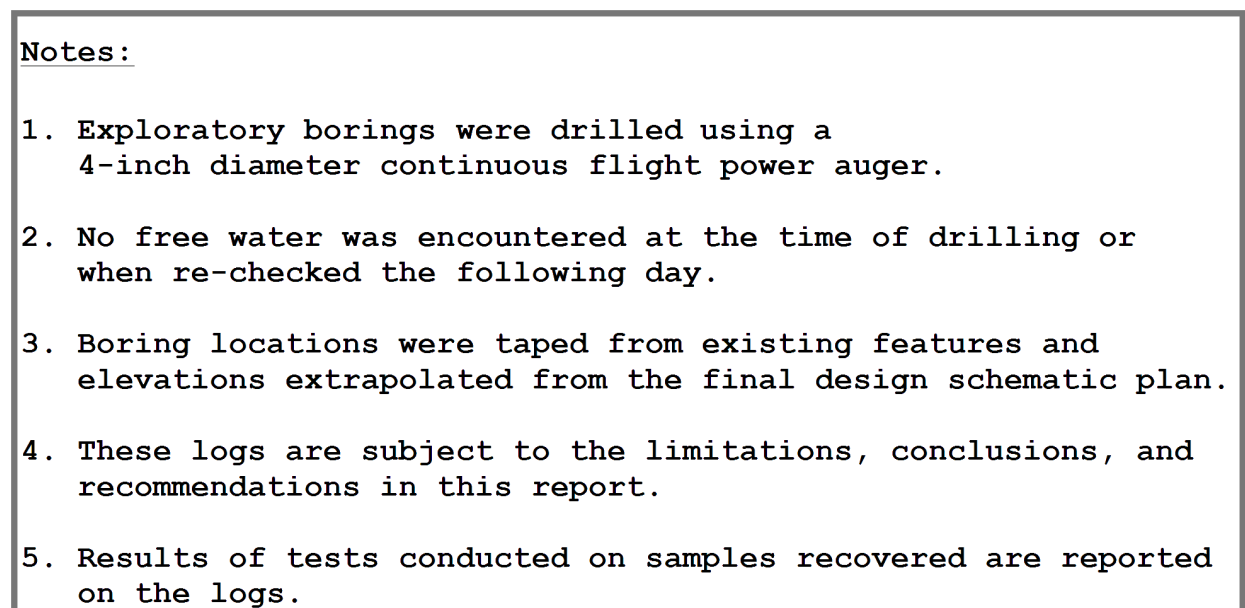 Notes:
1. Exploratory borings were drilled using a
4-inch diameter continuous flight power auger.
2. No free water was encountered at the time of drilling or
when re-checked the following day.
3. Boring locations were taped from existing features and
elevations extrapolated from the final design schematic plan.
4. These logs are subject to the limitations, conclusions, and
recommendations in this report.
5. Results of tests conducted on samples recovered are reported
on the logs.